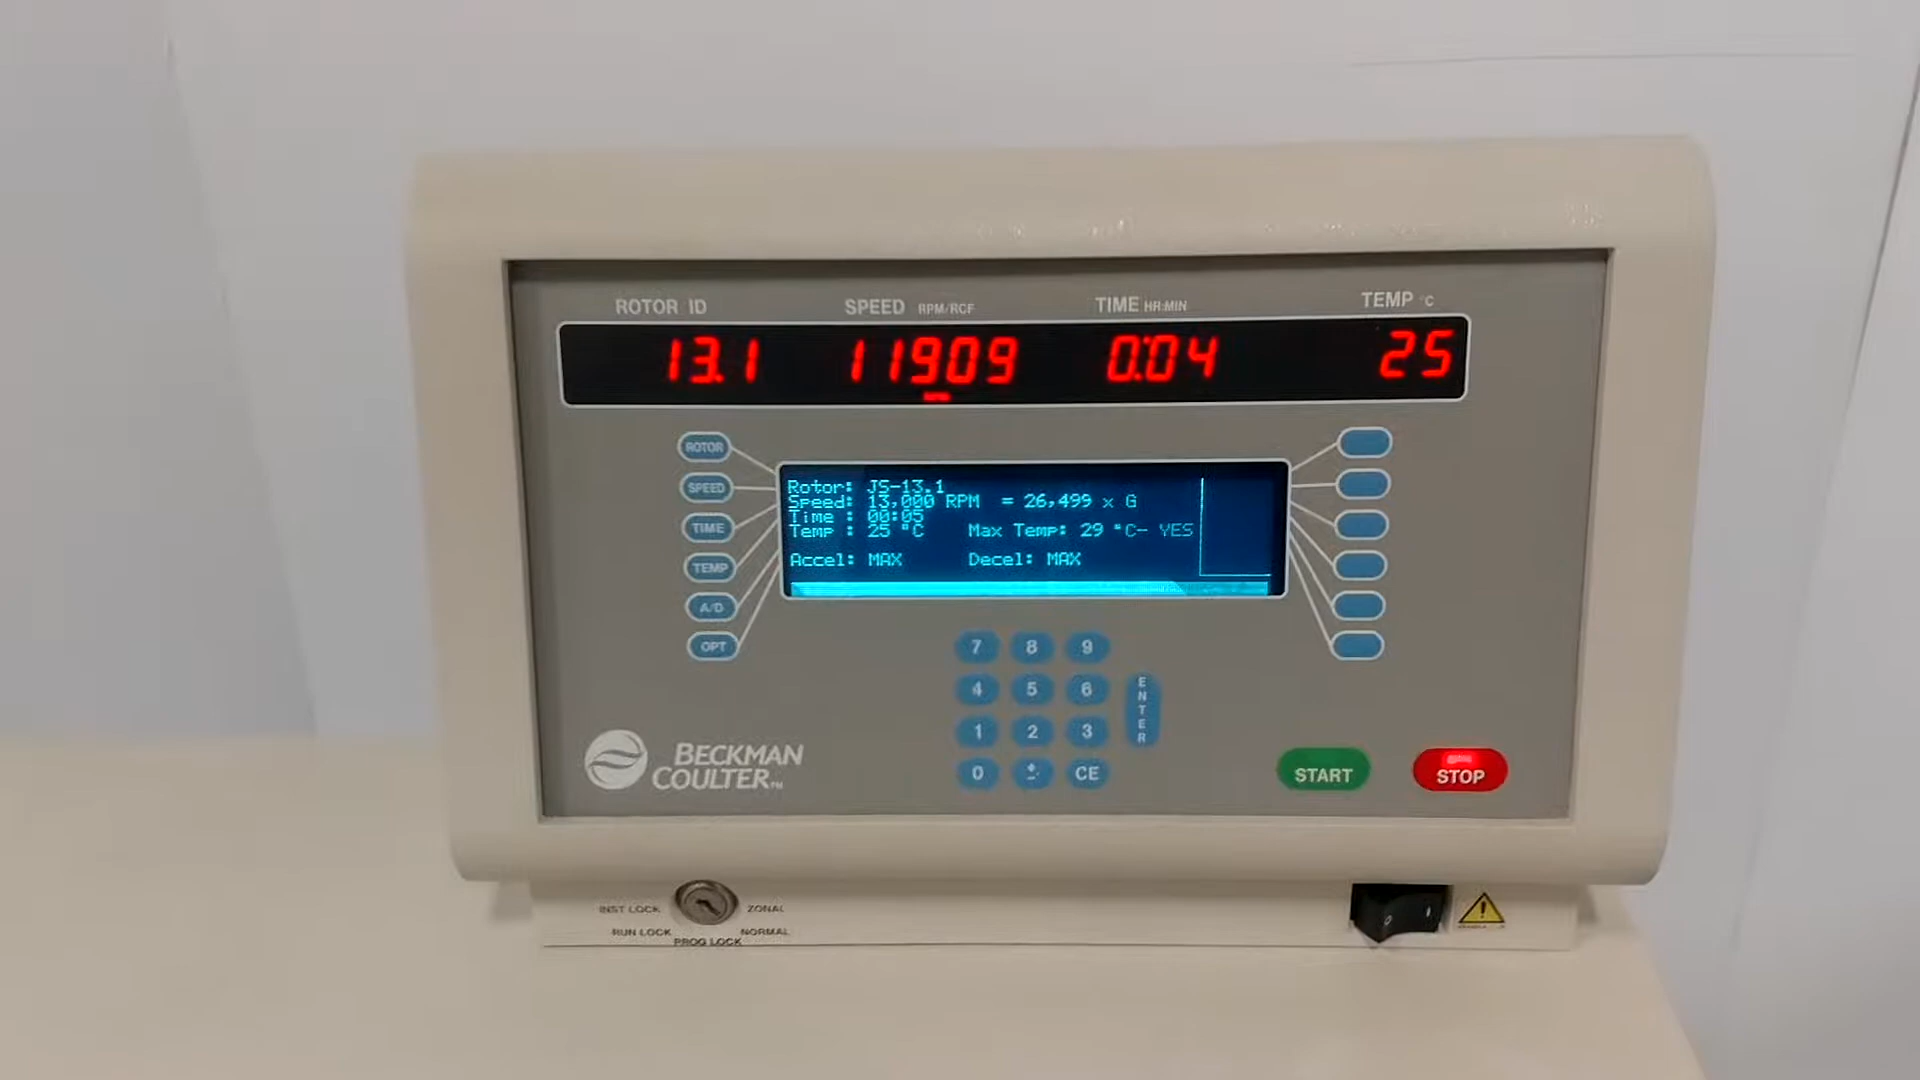 ROTOR ID SPEED RPM/RCF TIME HR:MIN TEMP °C
13.1 11909 0:04 25
ROTOR
SPEED
TIME
TEMP
A/D
OPT
Rotor: JS-13.1
Speed: 13,000 RPM = 26,499 x G
Time : 00:05
Temp : 25 °C Max Temp: 29 °C- YES
Accel: MAX Decel: MAX
7 8 9
4 5 6
1 2 3
0 CE
ENTER
BECKMAN
COULTER™
START STOP
INST LOCK ZONAL
RUN LOCK NORMAL
PROG LOCK